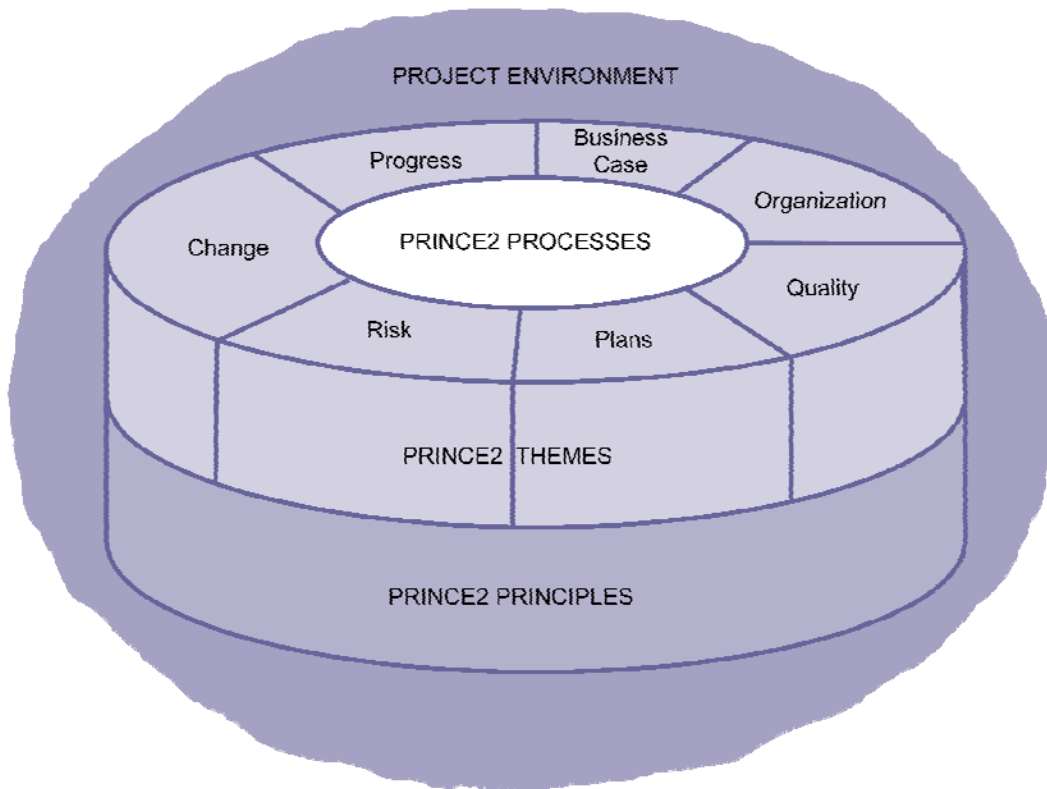 PROJECT ENVIRONMENT
Progress
Business
Case
Organization
Change
PRINCE2 PROCESSES
Quality
Risk
Plans
PRINCE2 THEMES
PRINCE2 PRINCIPLES